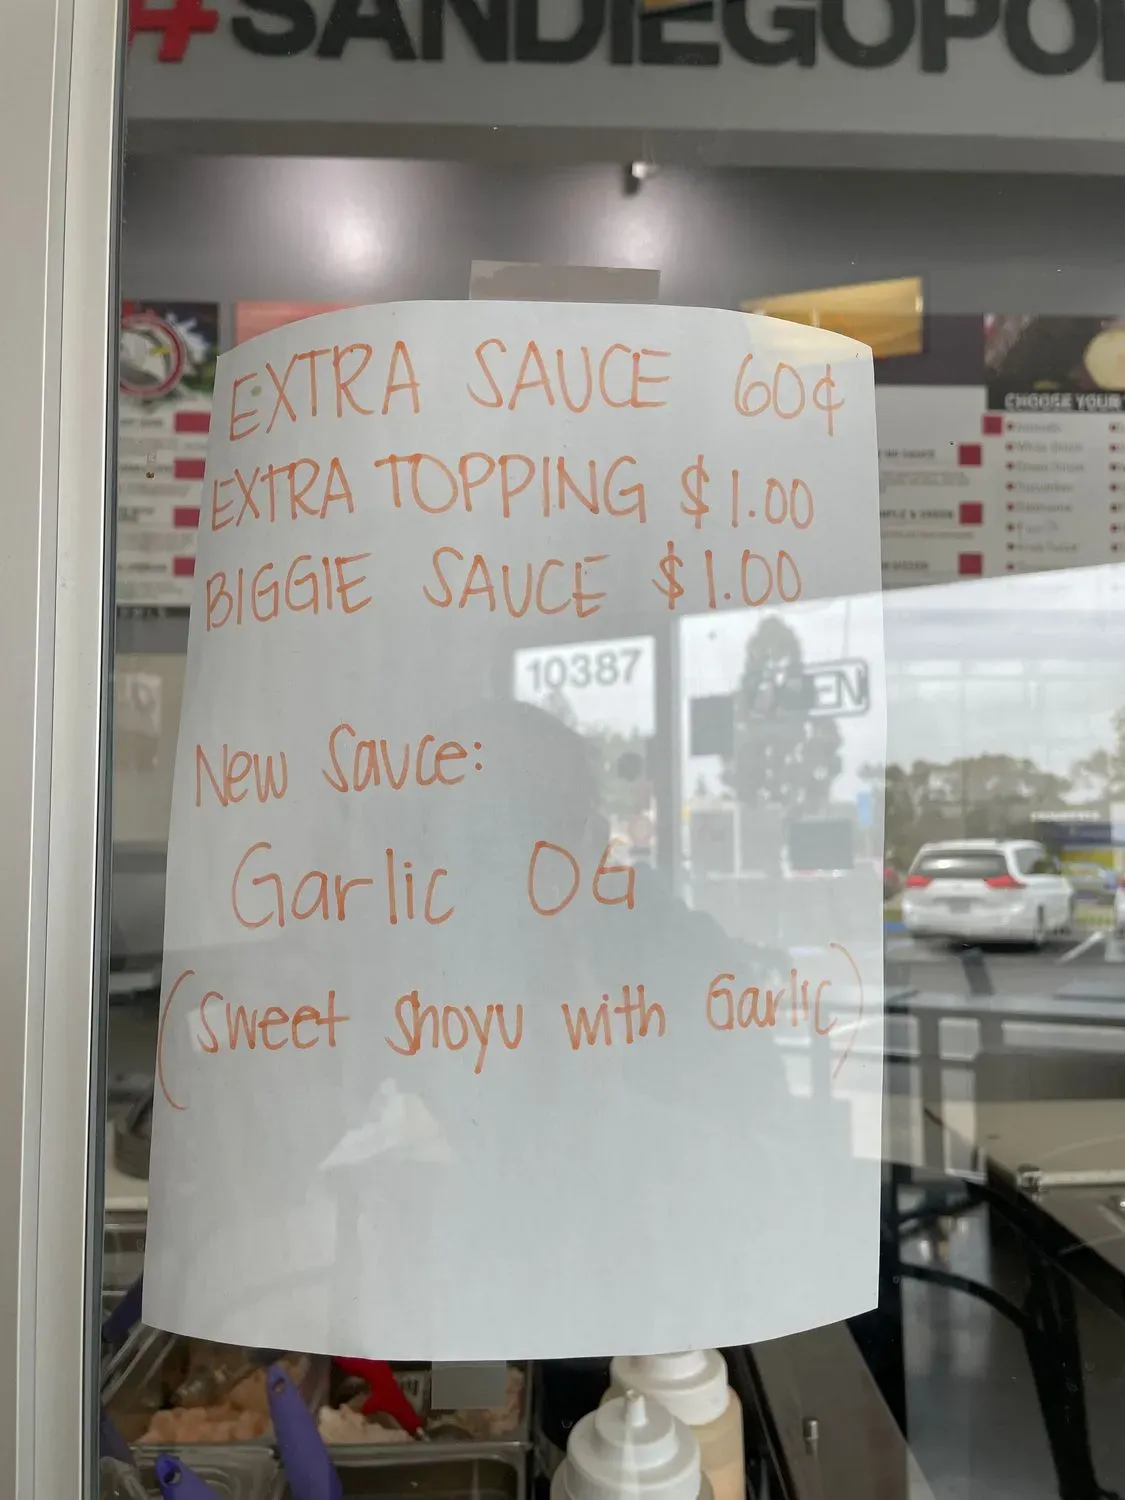 #SANDIEGOPO
EXTRA SAUCE 60¢
EXTRA TOPPING $1.00
BIGGIE SAUCE $1.00
10387
New Sauce:
Garlic OG
(Sweet Shoyu with Garlic)
CHOOSE YOUR